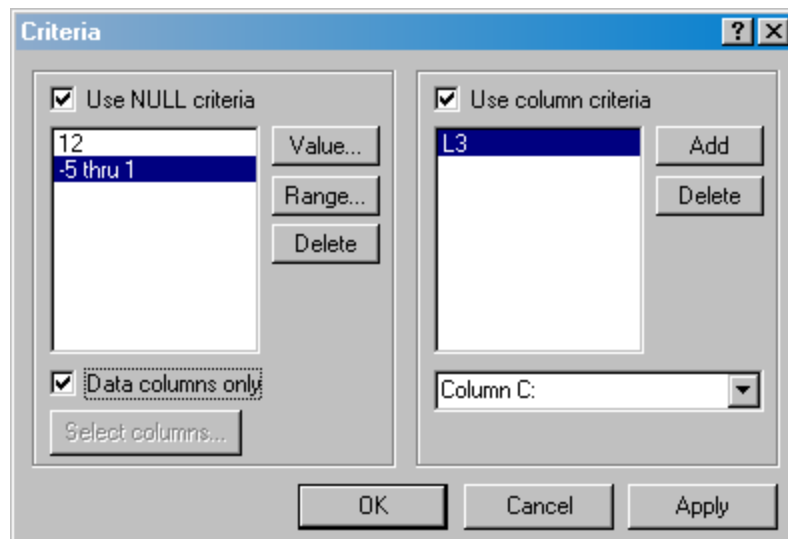 Criteria
Use NULL criteria
12
-5 thru 1
Value...
Range...
Delete
Data columns only
Select columns...
Use column criteria
L3
Add
Delete
Column C:
OK
Cancel
Apply